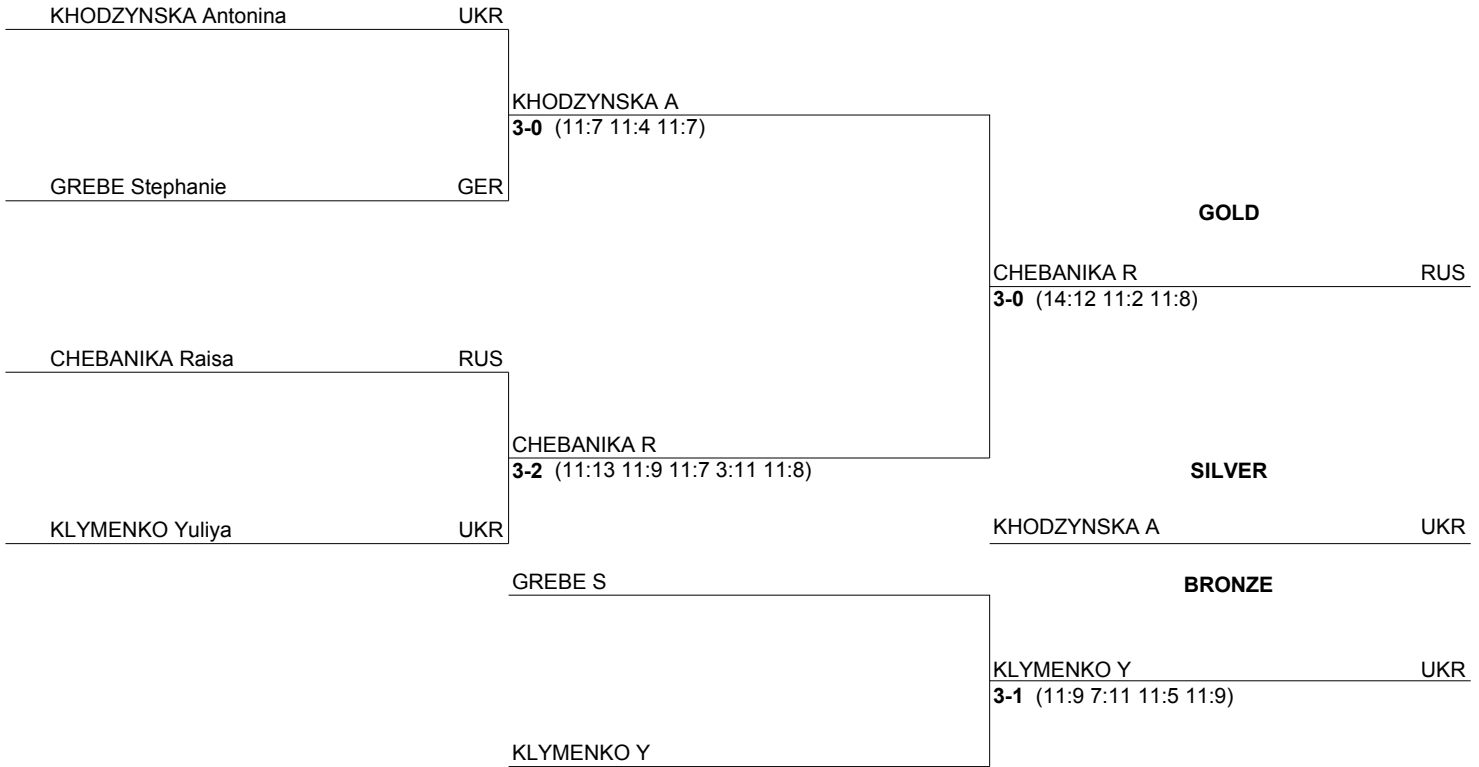 KHODZYNSKA Antonina UKR
KHODZYNSKA A
3-0 (11:7 11:4 11:7)
GREBE Stephanie GER
GOLD
CHEBANIKA R RUS
3-0 (14:12 11:2 11:8)
CHEBANIKA Raisa RUS
CHEBANIKA R
3-2 (11:13 11:9 11:7 3:11 11:8)
SILVER
KLYMENKO Yuliya UKR
KHODZYNSKA A UKR
GREBE S
BRONZE
KLYMENKO Y UKR
3-1 (11:9 7:11 11:5 11:9)
KLYMENKO Y